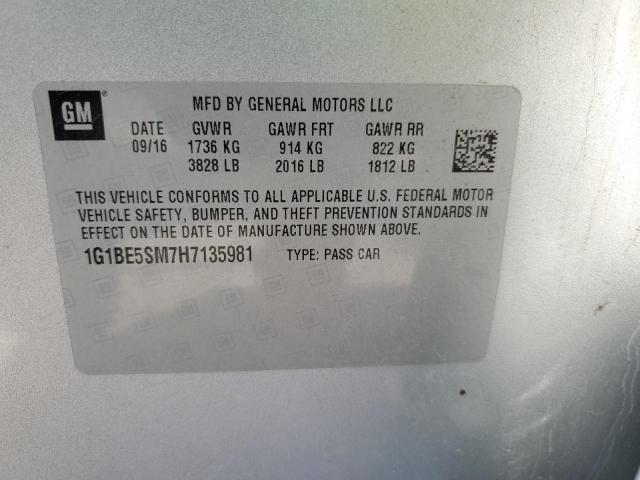 GM®
MFD BY GENERAL MOTORS LLC
DATE GVWR GAWR FRT GAWR RR
09/16 1736 KG 914 KG 822 KG
3828 LB 2016 LB 1812 LB
THIS VEHICLE CONFORMS TO ALL APPLICABLE U.S. FEDERAL MOTOR
VEHICLE SAFETY, BUMPER, AND THEFT PREVENTION STANDARDS IN
EFFECT ON THE DATE OF MANUFACTURE SHOWN ABOVE.
1G1BE5SM7H7135981 TYPE: PASS CAR